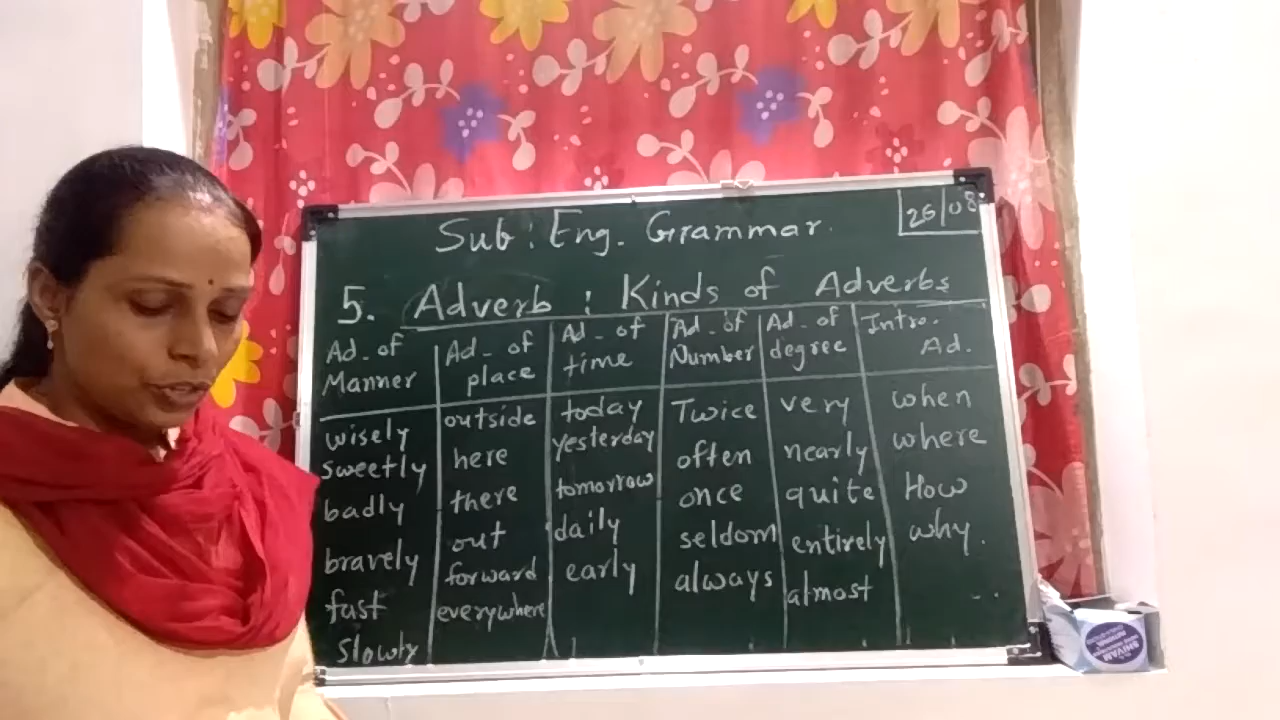 Sub : Eng. Grammar.
25/08
5. Adverb : Kinds of Adverbs
Ad. of Manner
Ad. of place
Ad. of time
Ad. of Number
Ad. of degree
Intro. Ad.
wisely
sweetly
badly
bravely
fast
slowly
outside
here
there
out
forward
everywhere
today
yesterday
tomorrow
daily
early
Twice
often
once
seldom
always
very
nearly
quite
entirely
almost
when
where
How
why.
SHIVAM